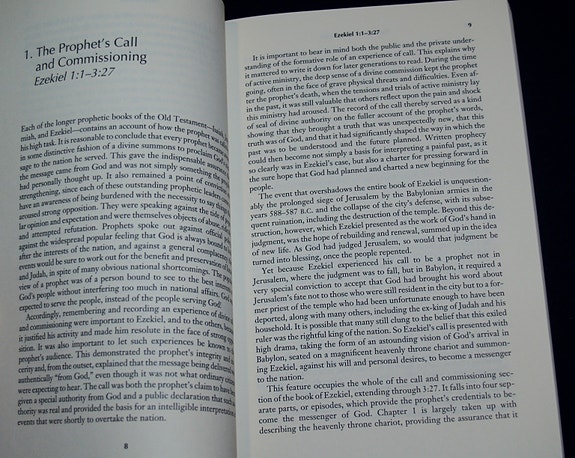 1. The Prophet's Call
and Commissioning
Ezekiel 1:1–3:27
Each of the longer prophetic books of the Old Testament—Isaiah,
miah, and Ezekiel—contains an account of how the prophet was
his high task. It is reasonable to conclude that every prophet
in some distinctive fashion of a divine summons to proclaim
sage to the nation he served. This gave the indispensable
the message came from God and was not simply something
had personally thought up. It also remained a point of
strengthening, since each of these outstanding prophetic
have an awareness of being burdened with the necessity to say
aroused strong opposition. They were speaking against the tide of
lar opinion and expectation and were themselves objects of
and attempted refutation. Prophets spoke out against
against the widespread popular feeling that God is always bound
after the interests of the nation, and against a general
events would be sure to work out for the benefit and preservation of
and Judah, in spite of many obvious national shortcomings. The
view of a prophet was of a person bound to see to the best
God's people without interfering too much in national affairs. God
expected to serve the people, instead of the people serving God.
Accordingly, remembering and recording an experience of
and commissioning were important to Ezekiel, and to the others,
it justified his activity and made him resolute in the face of strong
sition. It was also important to let such experiences be known
prophet's audience. This demonstrated the prophet's integrity
cerity and, from the outset, explained that the message being
authentically "from God," even though it was not what ordinary
were expecting to hear. The call was both the prophet's claim to have
given a special authority from God and a public declaration that
thority was real and provided the basis for an intelligible
events that were shortly to overtake the nation.
8
Ezekiel 1:1–3:27
9
It is important to bear in mind both the public and the private under-
standing of the formative role of an experience of call. This explains why
it mattered to write it down for later generations to read. During the time
of active ministry, the deep sense of a divine commission kept the prophet
going, often in the face of grave physical threats and difficulties. Even af-
ter the prophet's death, when the tensions and trials of active ministry lay
in the past, it was still valuable that others reflect upon the pain and shock
this ministry had aroused. The record of the call thereby served as a kind
of seal of divine authority on the fuller account of the prophet's words,
showing that they brought a truth that was unexpectedly new, that this
truth was of God, and that it had significantly shaped the way in which the
past was to be understood and the future planned. Written prophecy
could then become not simply a basis for interpreting a painful past, as it
so clearly was in Ezekiel's case, but also a charter for pressing forward in
the sure hope that God had planned and charted a new beginning for the
people.
The event that overshadows the entire book of Ezekiel is unquestion-
ably the prolonged siege of Jerusalem by the Babylonian armies in the
years 588–587 B.C. and the collapse of the city's defense, with its subse-
quent ruination, including the destruction of the temple. Beyond this de-
struction, however, which Ezekiel presented as the work of God's hand in
judgment, was the hope of rebuilding and renewal, summed up in the idea
of new life. As God had judged Jerusalem, so would that judgment be
turned into blessing, once the people repented.
Yet because Ezekiel experienced his call to be a prophet not in
Jerusalem, where the judgment was to fall, but in Babylon, it required a
very special conviction to accept that God had brought his word about
Jerusalem's fate not to those who were still resident in the city but to a for-
mer priest of the temple who had been unfortunate enough to have been
deported, along with many others, including the ex-king of Judah and his
household. It is possible that many still clung to the belief that this exiled
ruler was the rightful king of the nation. So Ezekiel's call is presented with
high drama, taking the form of an astounding vision of God's arrival in
Babylon, seated on a magnificent heavenly throne chariot and summon-
ing Ezekiel, against his will and personal desires, to become a messenger
to the nation.
This feature occupies the whole of the call and commissioning sec-
tion of the book of Ezekiel, extending through 3:27. It falls into four sep-
arate parts, or episodes, which provide the prophet's credentials to be-
come the messenger of God. Chapter 1 is largely taken up with
describing the heavenly throne chariot, providing the assurance that it